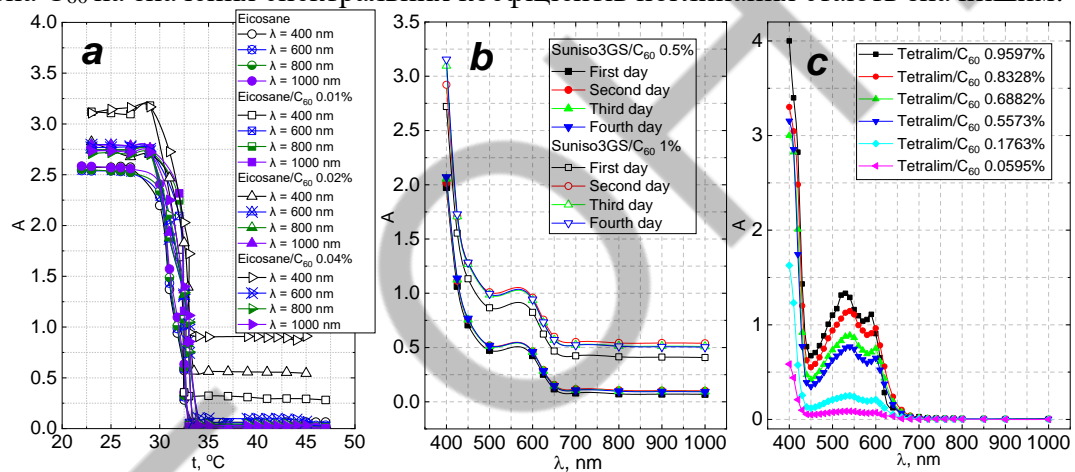 C₆₀ на значення спектральних коефіцієнтів поглинання
a
A
4.0
3.5
3.0
2.5
2.0
1.5
1.0
0.5
0.0
20 25 30 35 40 45 50
t, °C
Eicosane
λ = 400 nm
λ = 600 nm
λ = 800 nm
λ = 1000 nm
Eicosane/C₆₀ 0.01%
λ = 400 nm
λ = 600 nm
λ = 800 nm
λ = 1000 nm
Eicosane/C₆₀ 0.02%
λ = 400 nm
λ = 600 nm
λ = 800 nm
λ = 1000 nm
Eicosane/C₆₀ 0.04%
λ = 400 nm
λ = 600 nm
λ = 800 nm
λ = 1000 nm
b
A
3.5
3.0
2.5
2.0
1.5
1.0
0.5
0.0
400 500 600 700 800 900 1000
λ, nm
Suniso3GS/C₆₀ 0.5%
First day
Second day
Third day
Fourth day
Suniso3GS/C₆₀ 1%
First day
Second day
Third day
Fourth day
c
A
4
3
2
1
0
400 500 600 700 800 900 1000
λ, nm
Tetralim/C₆₀ 0.9597%
Tetralim/C₆₀ 0.8328%
Tetralim/C₆₀ 0.6882%
Tetralim/C₆₀ 0.5573%
Tetralim/C₆₀ 0.1763%
Tetralim/C₆₀ 0.0595%